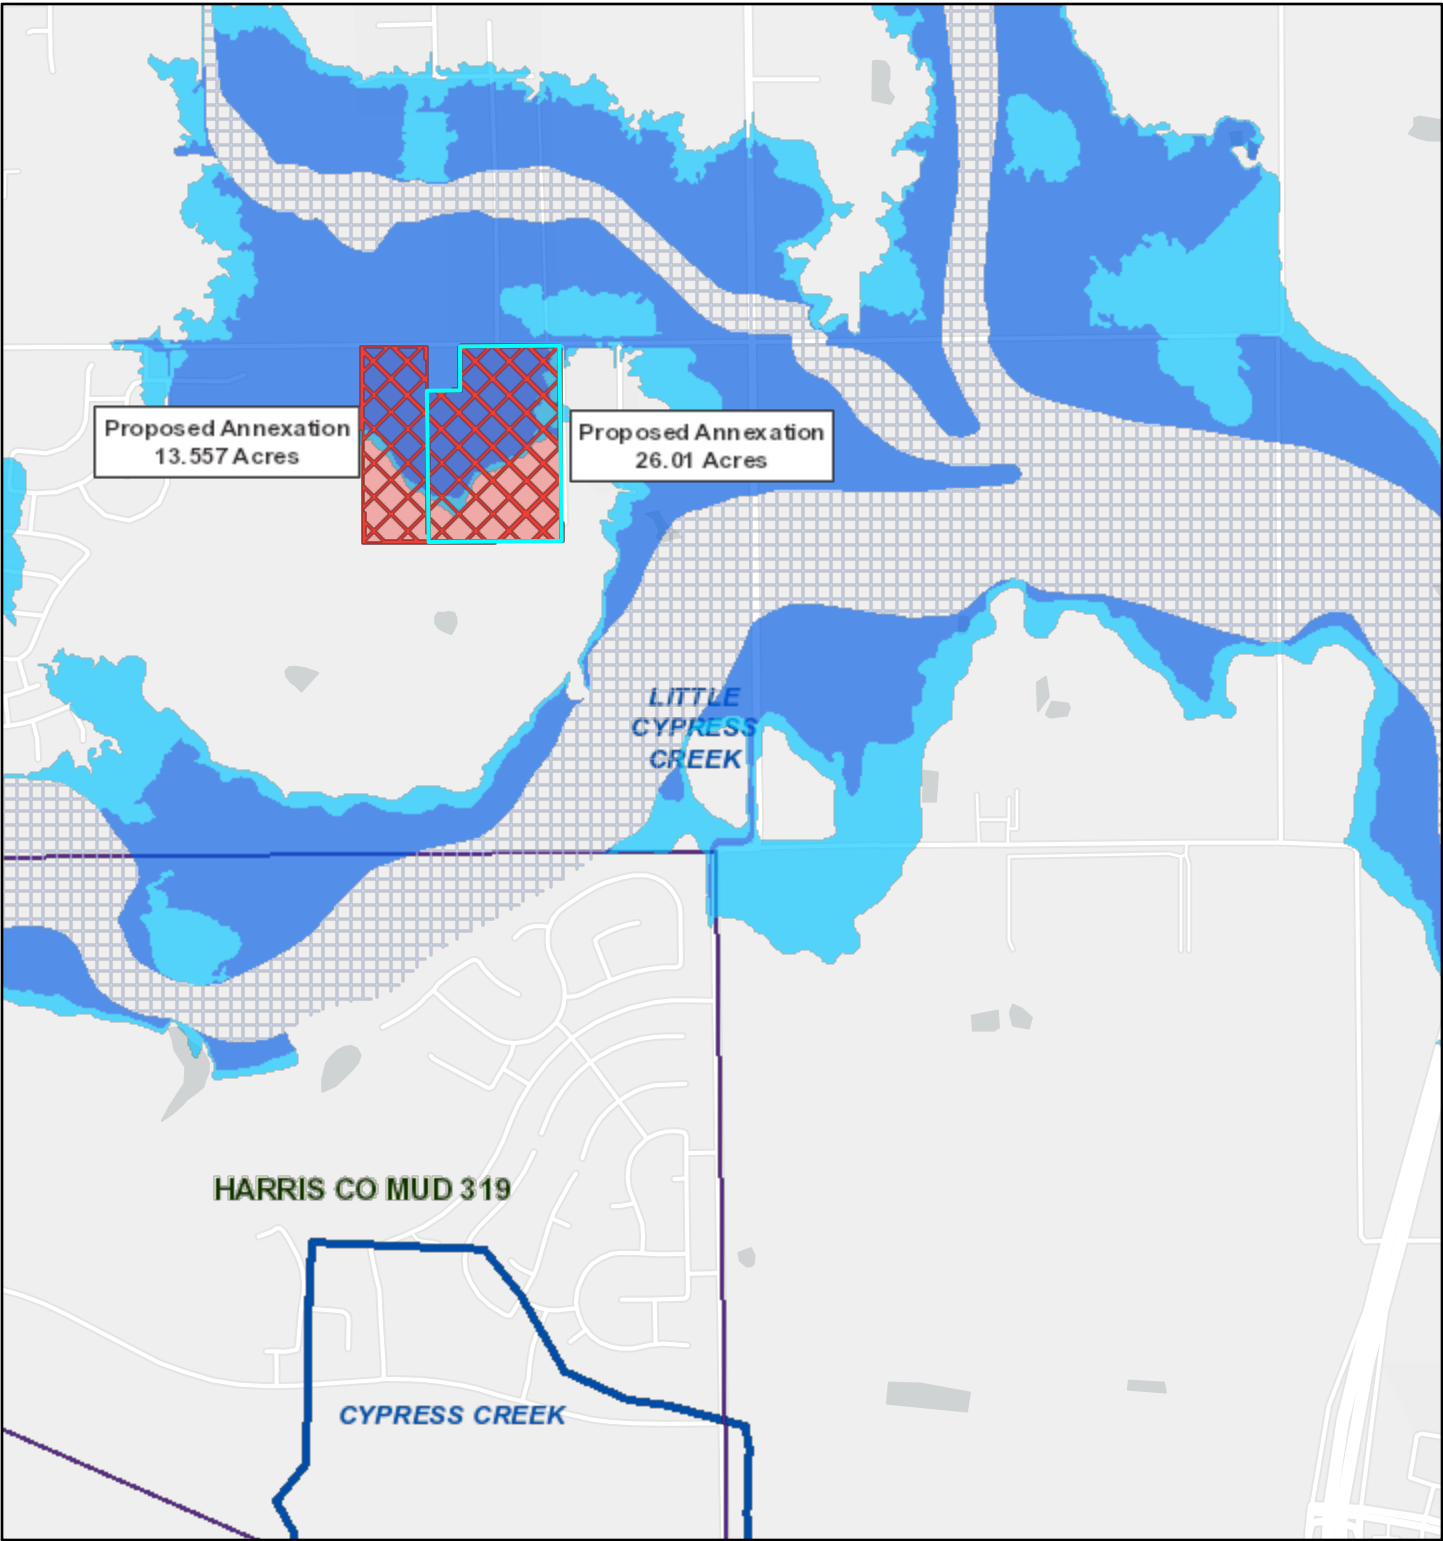 Proposed Annexation
13.557 Acres
Proposed Annexation
26.01 Acres
LITTLE
CYPRESS
CREEK
HARRIS CO MUD 319
CYPRESS CREEK